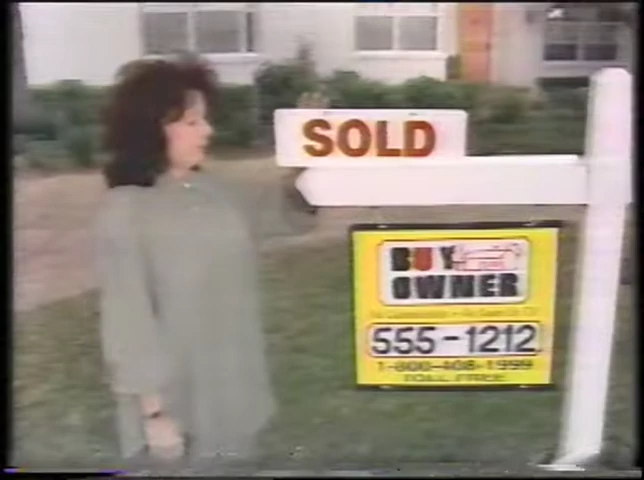 SOLD
BUY
OWNER
555-1212
1-800-408-1999
TOLL FREE